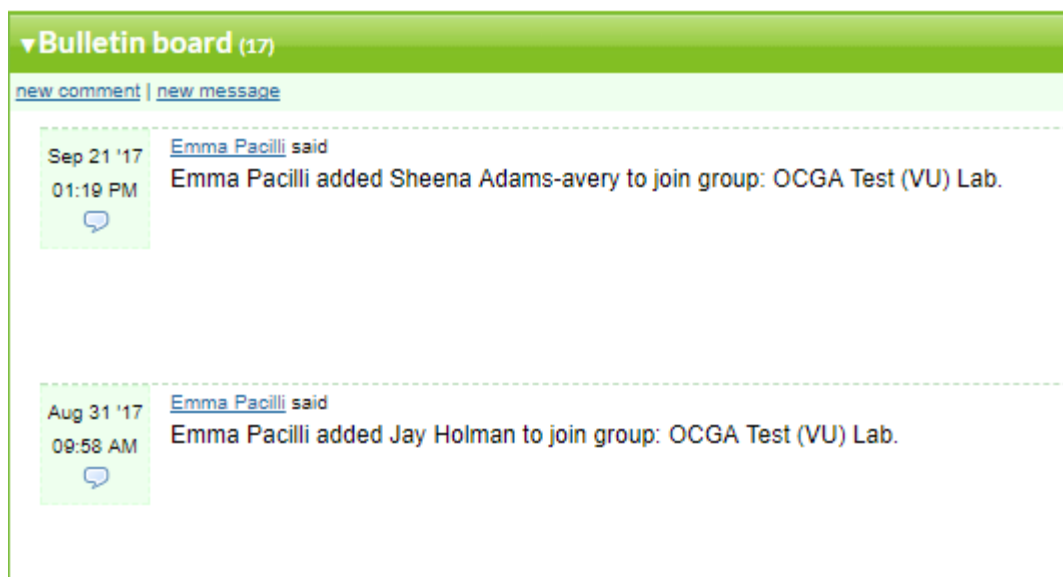 ▾Bulletin board (17)
new comment | new message
Sep 21 '17
01:19 PM
Emma Pacilli said
Emma Pacilli added Sheena Adams-avery to join group: OCGA Test (VU) Lab.
Aug 31 '17
09:58 AM
Emma Pacilli said
Emma Pacilli added Jay Holman to join group: OCGA Test (VU) Lab.